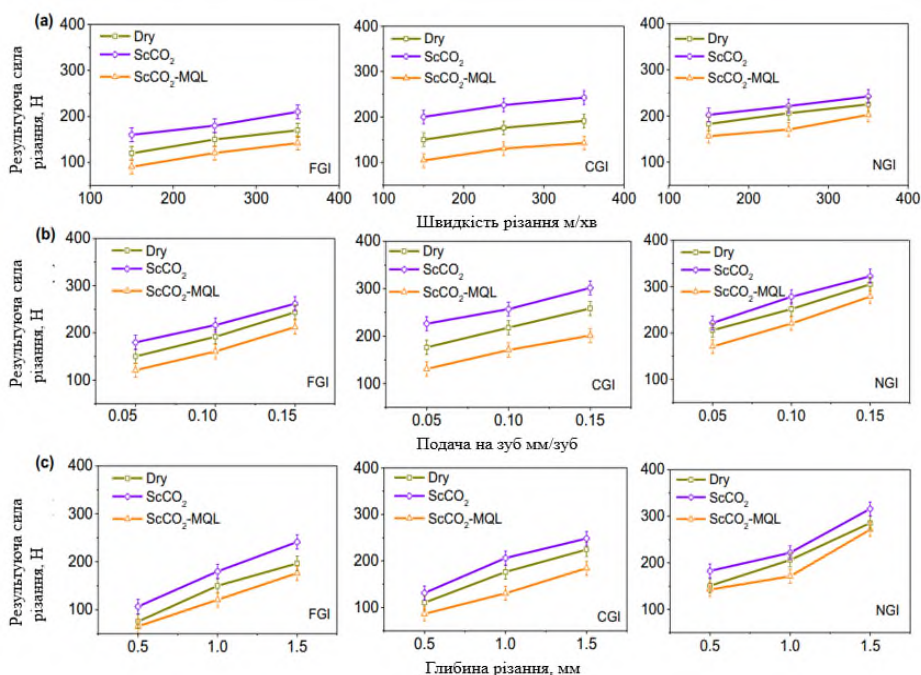 (a)
Результуюча сила
різання, Н
400
300
200
100
Dry
ScCO₂
ScCO₂-MQL
FGI
100 200 300 400
400
300
200
100
Dry
ScCO₂
ScCO₂-MQL
CGI
100 200 300 400
400
300
200
100
Dry
ScCO₂
ScCO₂-MQL
NGI
100 200 300 400
Швидкість різання м/хв
(b)
Результуюча сила
різання, Н
400
300
200
100
Dry
ScCO₂
ScCO₂-MQL
FGI
0.05 0.10 0.15
400
300
200
100
Dry
ScCO₂
ScCO₂-MQL
CGI
0.05 0.10 0.15
400
300
200
100
Dry
ScCO₂
ScCO₂-MQL
NGI
0.05 0.10 0.15
Подача на зуб мм/зуб
(c)
Результуюча сила
різання, Н
400
300
200
100
Dry
ScCO₂
ScCO₂-MQL
FGI
0.5 1.0 1.5
400
300
200
100
Dry
ScCO₂
ScCO₂-MQL
CGI
0.5 1.0 1.5
400
300
200
100
Dry
ScCO₂
ScCO₂-MQL
NGI
0.5 1.0 1.5
Глибина різання, мм